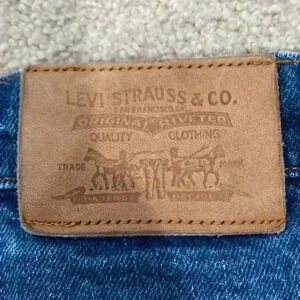 LEVI STRAUSS & CO.
SAN FRANCISCO, CAL.
ORIGINAL RIVETED
QUALITY CLOTHING
TRADE MARK